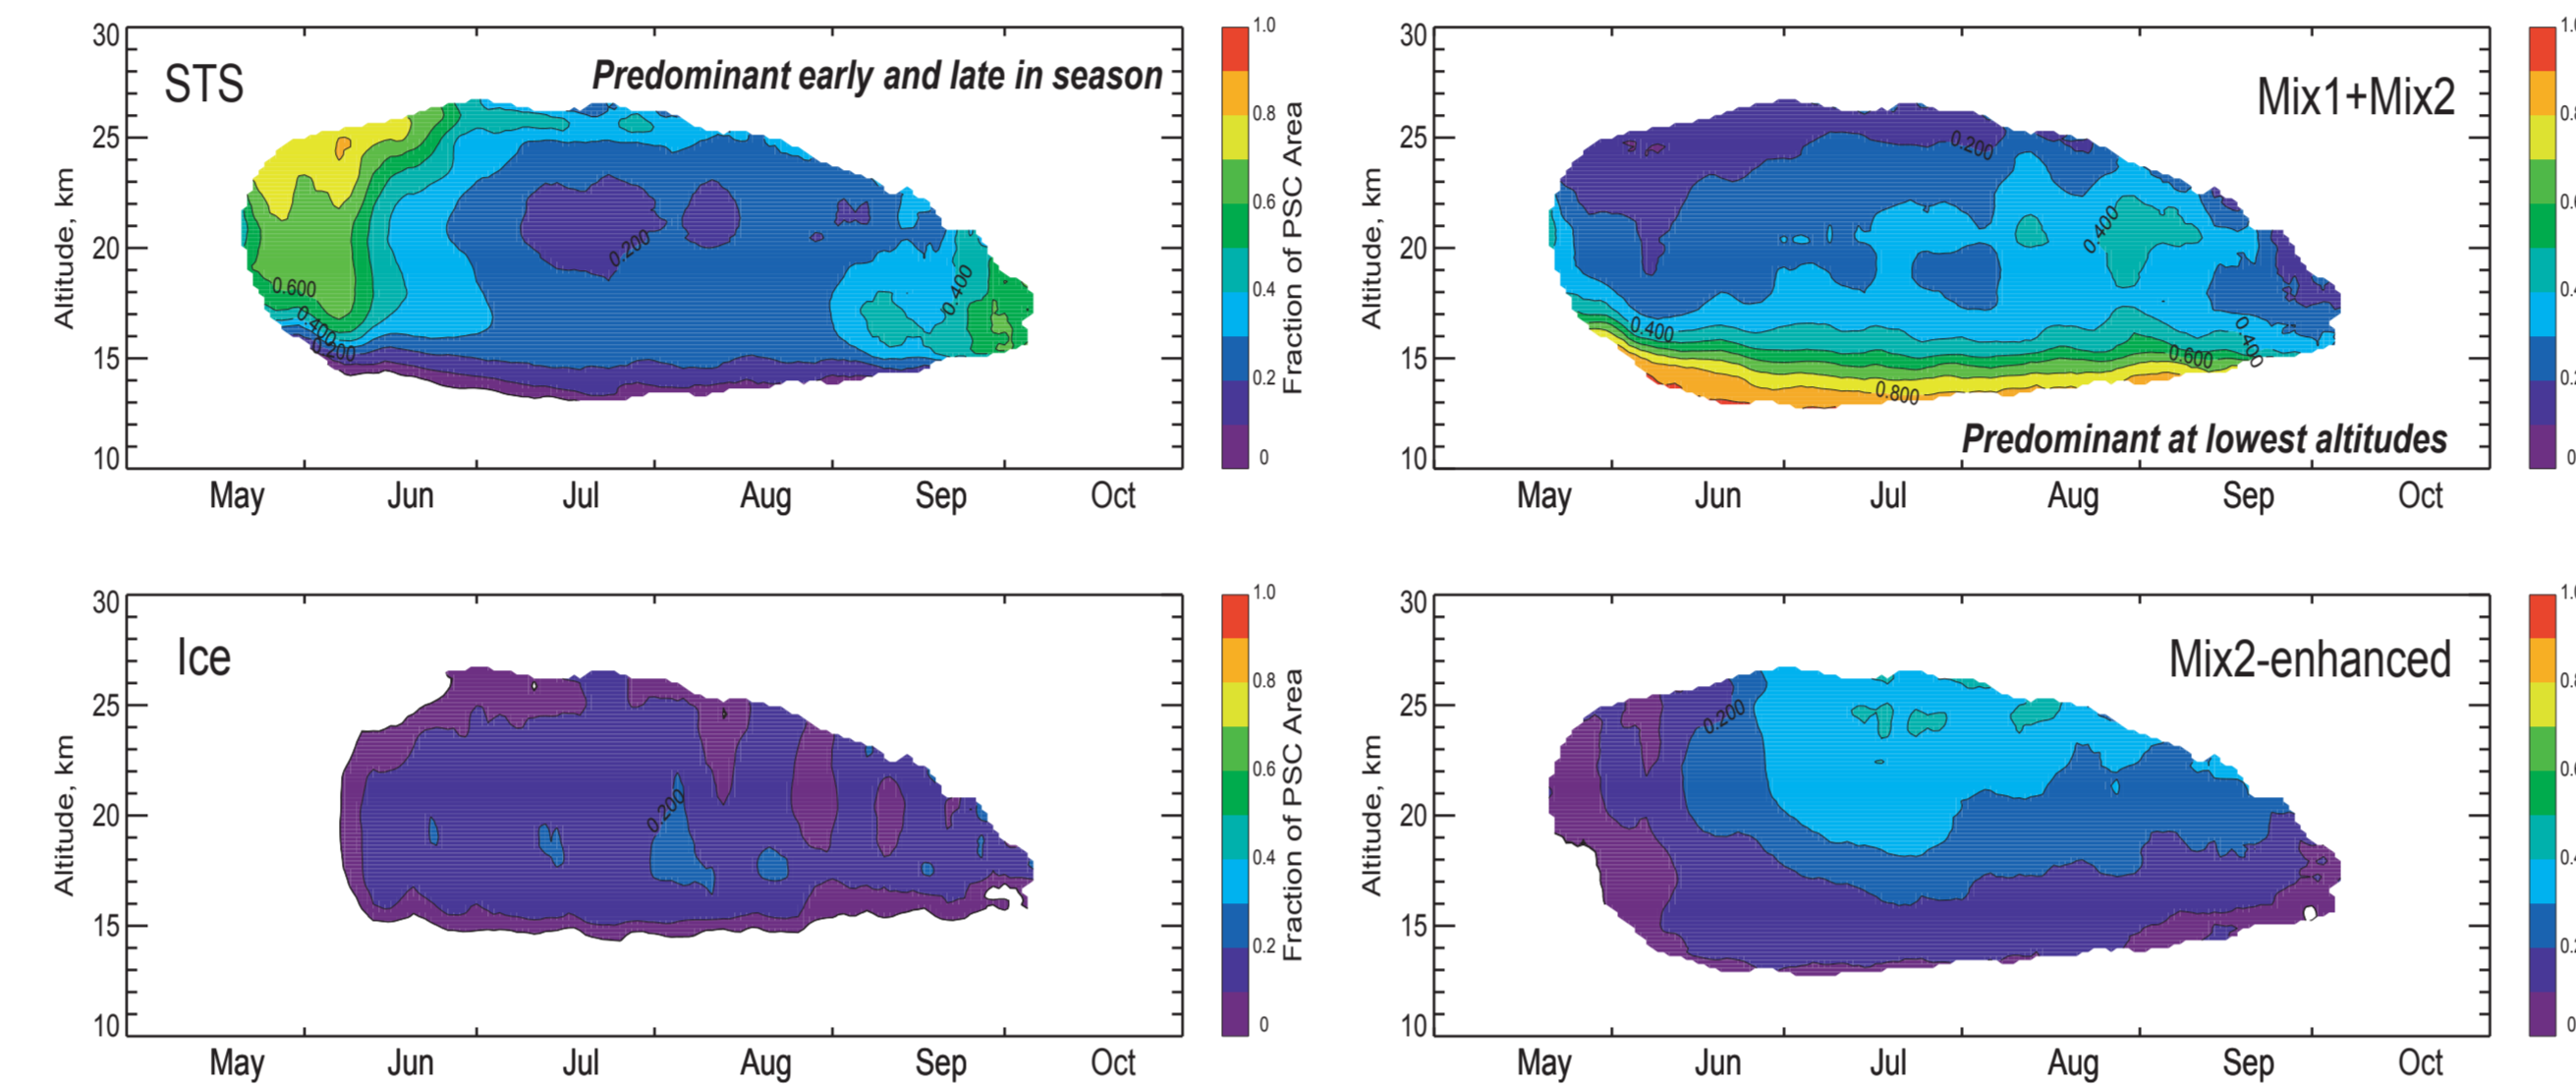 30
25
20
15
10
Altitude, km
STS
Predominant early and late in season
0.600
0.400
0.200
0.200
0.400
May Jun Jul Aug Sep Oct
1.0
0.8
0.6
0.4
0.2
0
Fraction of PSC Area
30
25
20
15
10
Altitude, km
Mix1+Mix2
0.200
0.400
0.400
0.400
0.600
0.800
Predominant at lowest altitudes
May Jun Jul Aug Sep Oct
30
25
20
15
10
Altitude, km
Ice
0.200
May Jun Jul Aug Sep Oct
1.0
0.8
0.6
0.4
0.2
0
Fraction of PSC Area
30
25
20
15
10
Altitude, km
Mix2-enhanced
0.200
May Jun Jul Aug Sep Oct